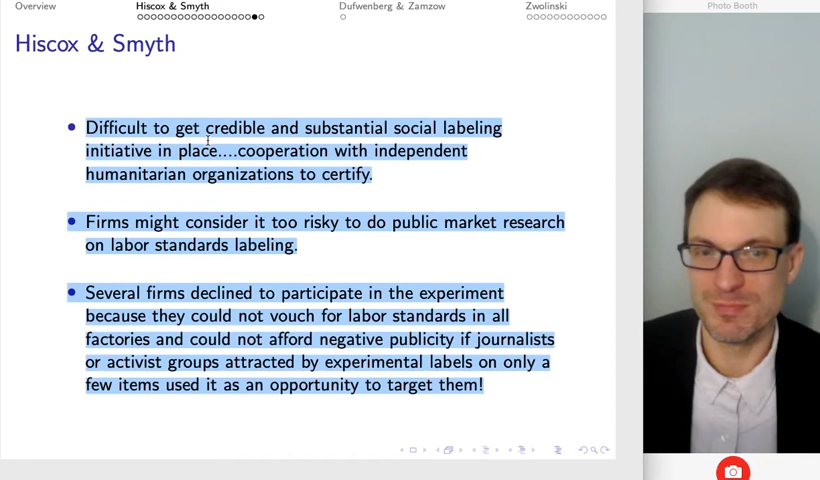 Overview
Hiscox & Smyth
Dufwenberg & Zamzow
Zwolinski
Photo Booth
Hiscox & Smyth
Difficult to get credible and substantial social labeling
initiative in place....cooperation with independent
humanitarian organizations to certify.
Firms might consider it too risky to do public market research
on labor standards labeling.
Several firms declined to participate in the experiment
because they could not vouch for labor standards in all
factories and could not afford negative publicity if journalists
or activist groups attracted by experimental labels on only a
few items used it as an opportunity to target them!